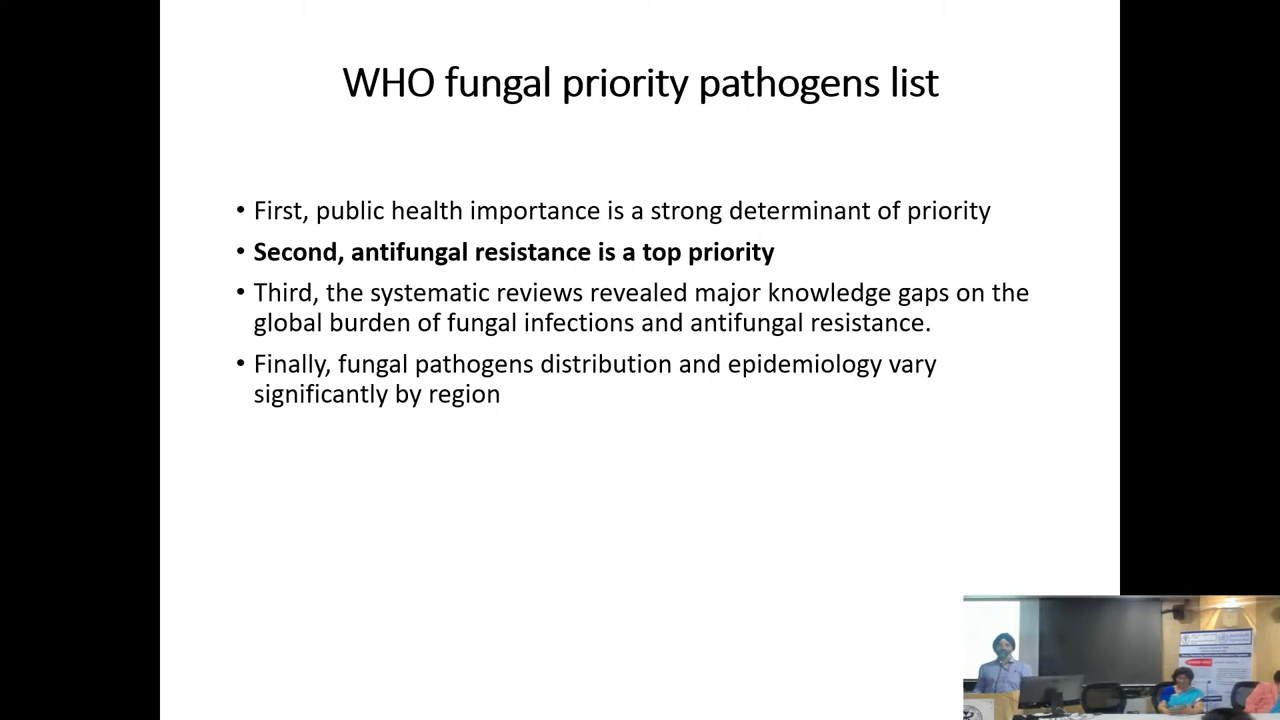 WHO fungal priority pathogens list
• First, public health importance is a strong determinant of priority
• Second, antifungal resistance is a top priority
• Third, the systematic reviews revealed major knowledge gaps on the
global burden of fungal infections and antifungal resistance.
• Finally, fungal pathogens distribution and epidemiology vary
significantly by region